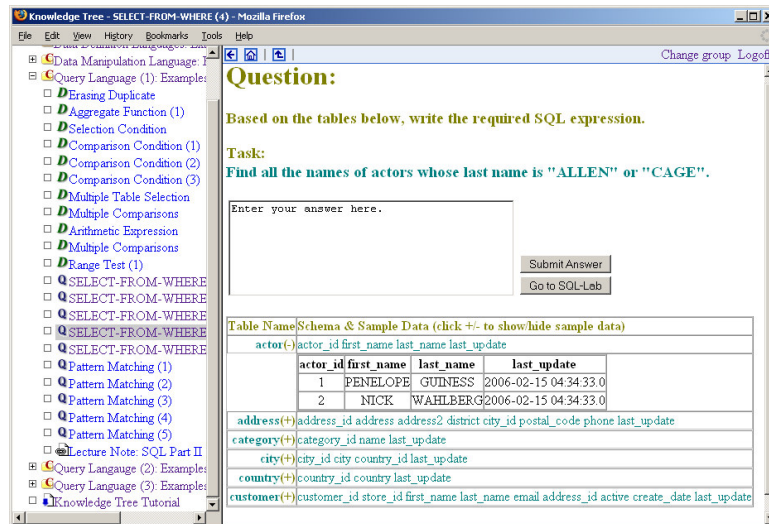 Knowledge Tree - SELECT-FROM-WHERE (4) - Mozilla Firefox
File Edit View History Bookmarks Tools Help
Change group Logoff
Data Manipulation Language:
Query Language (1): Examples
Erasing Duplicate
Aggregate Function (1)
Selection Condition
Comparison Condition (1)
Comparison Condition (2)
Comparison Condition (3)
Multiple Table Selection
Multiple Comparisons
Arithmetic Expression
Multiple Comparisons
Range Test (1)
SELECT-FROM-WHERE
SELECT-FROM-WHERE
SELECT-FROM-WHERE
SELECT-FROM-WHERE
SELECT-FROM-WHERE
Pattern Matching (1)
Pattern Matching (2)
Pattern Matching (3)
Pattern Matching (4)
Pattern Matching (5)
Lecture Note: SQL Part II
Query Langauge (2): Examples
Query Langauge (3): Examples
Knowledge Tree Tutorial
Question:
Based on the tables below, write the required SQL expression.
Task:
Find all the names of actors whose last name is "ALLEN" or "CAGE".
Enter your answer here.
Submit Answer
Go to SQL-Lab
Table Name Schema & Sample Data (click +/- to show/hide sample data)
actor(-) actor_id first_name last_name last_update
actor_id first_name last_name last_update
1 PENELOPE GUINESS 2006-02-15 04:34:33.0
2 NICK WAHLBERG 2006-02-15 04:34:33.0
address(+) address_id address address2 district city_id postal_code phone last_update
category(+) category_id name last_update
city(+) city_id city country_id last_update
country(+) country_id country last_update
customer(+) customer_id store_id first_name last_name email address_id active create_date last_update